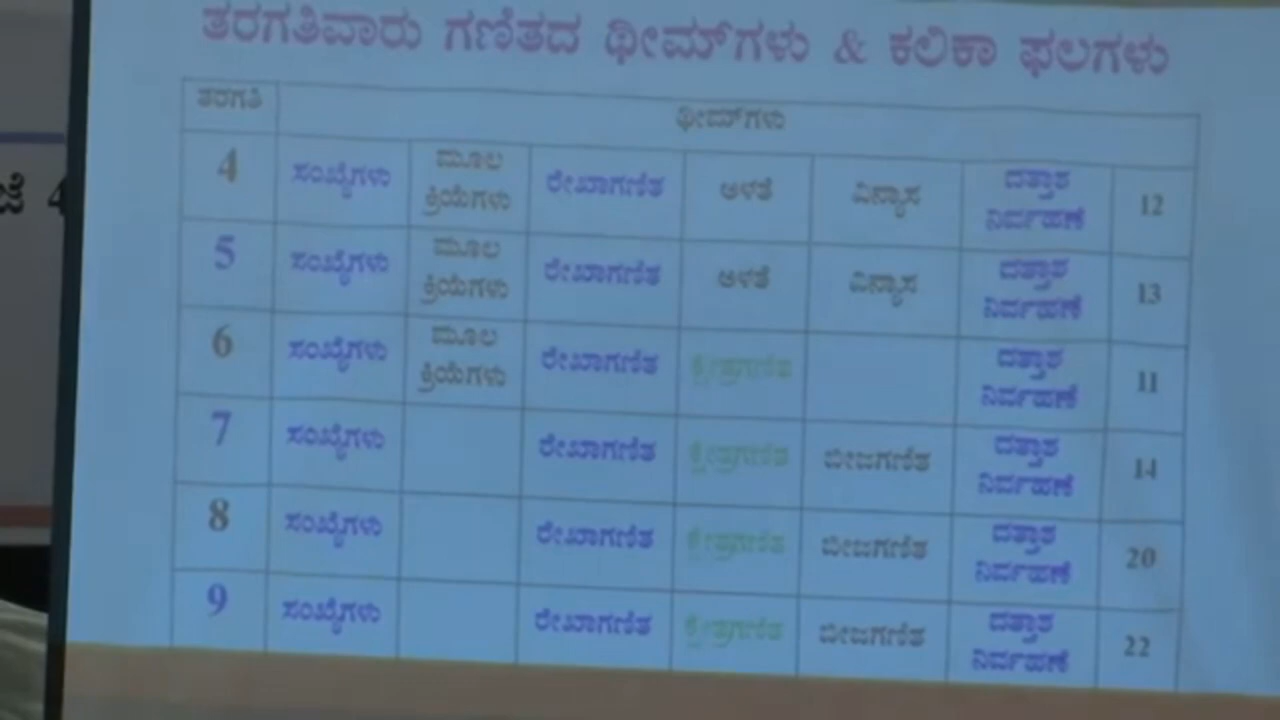 ತರಗತಿವಾರು ಗಣಿತದ ಥೀಮ್‌ಗಳು & ಕಲಿಕಾ ಫಲಗಳು
ತರಗತಿ ಥೀಮ್‌ಗಳು
4 ಸಂಖ್ಯೆಗಳು ಮೂಲ ಕ್ರಿಯೆಗಳು ರೇಖಾಗಣಿತ ಅಳತೆ ವಿನ್ಯಾಸ ದತ್ತಾಂಶ ನಿರ್ವಹಣೆ 12
5 ಸಂಖ್ಯೆಗಳು ಮೂಲ ಕ್ರಿಯೆಗಳು ರೇಖಾಗಣಿತ ಅಳತೆ ವಿನ್ಯಾಸ ದತ್ತಾಂಶ ನಿರ್ವಹಣೆ 13
6 ಸಂಖ್ಯೆಗಳು ಮೂಲ ಕ್ರಿಯೆಗಳು ರೇಖಾಗಣಿತ ಕ್ಷೇತ್ರಗಣಿತ ದತ್ತಾಂಶ ನಿರ್ವಹಣೆ 11
7 ಸಂಖ್ಯೆಗಳು ರೇಖಾಗಣಿತ ಕ್ಷೇತ್ರಗಣಿತ ಬೀಜಗಣಿತ ದತ್ತಾಂಶ ನಿರ್ವಹಣೆ 14
8 ಸಂಖ್ಯೆಗಳು ರೇಖಾಗಣಿತ ಕ್ಷೇತ್ರಗಣಿತ ಬೀಜಗಣಿತ ದತ್ತಾಂಶ ನಿರ್ವಹಣೆ 20
9 ಸಂಖ್ಯೆಗಳು ರೇಖಾಗಣಿತ ಕ್ಷೇತ್ರಗಣಿತ ಬೀಜಗಣಿತ ದತ್ತಾಂಶ ನಿರ್ವಹಣೆ 22